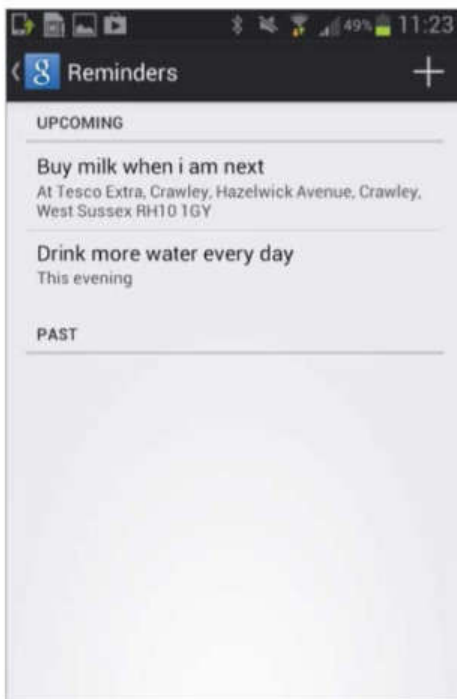 49% 11:23
8 Reminders
UPCOMING
Buy milk when i am next
At Tesco Extra, Crawley, Hazelwick Avenue, Crawley,
West Sussex RH10 1GY
Drink more water every day
This evening
PAST